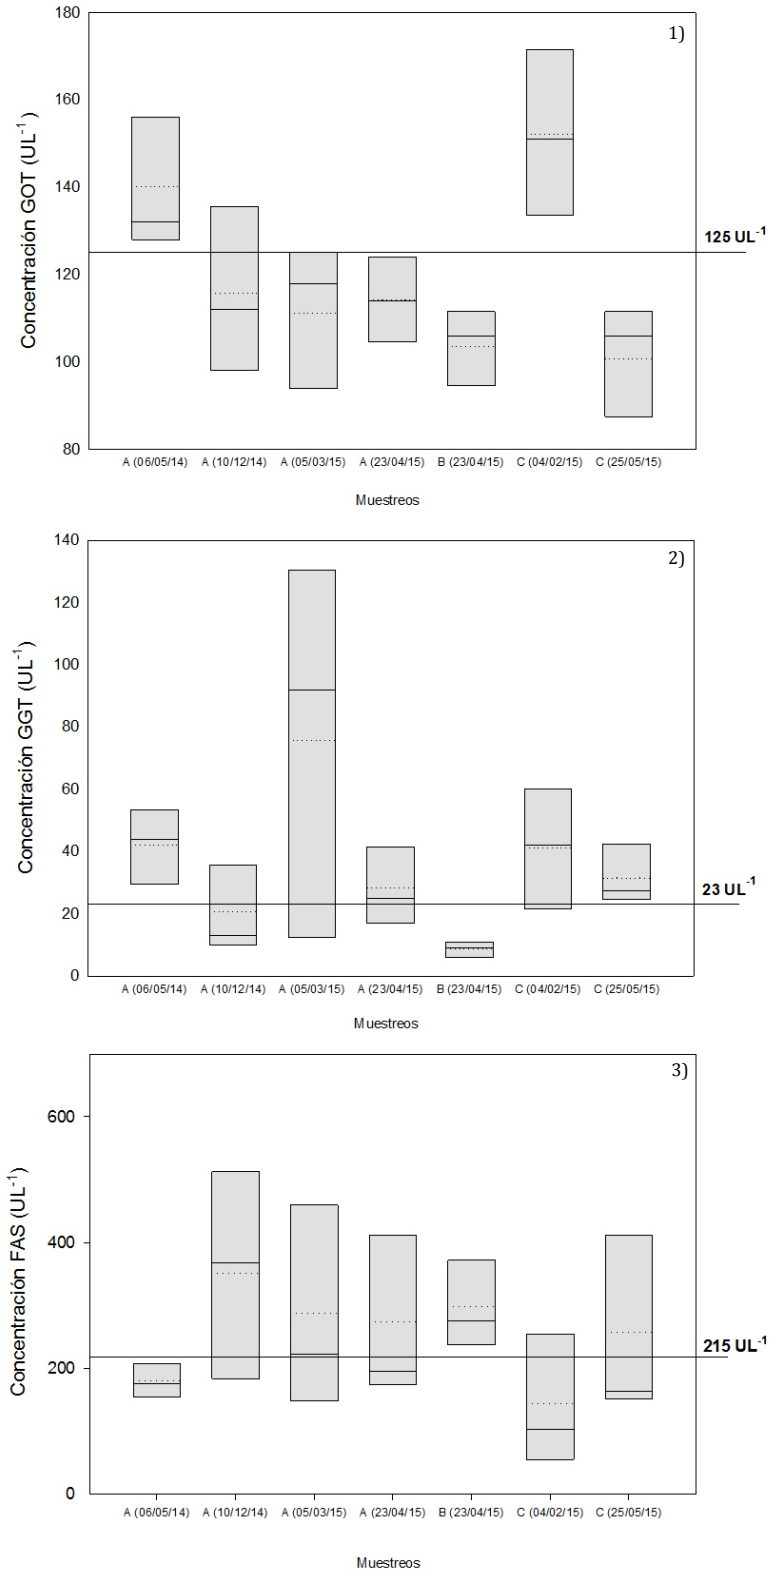 1)
Concentración GOT (UL⁻¹)
180
160
140
120
100
80
125 UL⁻¹
A (06/05/14) A (10/12/14) A (05/03/15) A (23/04/15) B (23/04/15) C (04/02/15) C (25/05/15)
Muestreos
2)
Concentración GGT (UL⁻¹)
140
120
100
80
60
40
20
0
23 UL⁻¹
A (06/05/14) A (10/12/14) A (05/03/15) A (23/04/15) B (23/04/15) C (04/02/15) C (25/05/15)
Muestreos
3)
Concentración FAS (UL⁻¹)
600
400
200
0
215 UL⁻¹
A (06/05/14) A (10/12/14) A (05/03/15) A (23/04/15) B (23/04/15) C (04/02/15) C (25/05/15)
Muestreos